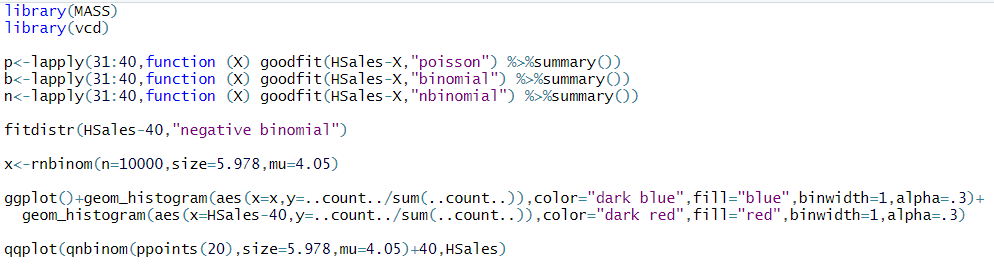 library(MASS)
library(vcd)
p<-lapply(31:40,function (X) goodfit(HSales-X,"poisson") %>%summary())
b<-lapply(31:40,function (X) goodfit(HSales-X,"binomial") %>%summary())
n<-lapply(31:40,function (X) goodfit(HSales-X,"nbinomial") %>%summary())
fitdistr(HSales-40,"negative binomial")
x<-rnbinom(n=10000,size=5.978,mu=4.05)
ggplot()+geom_histogram(aes(x=x,y=..count../sum(..count..)),color="dark blue",fill="blue",binwidth=1,alpha=.3)+
geom_histogram(aes(x=HSales-40,y=..count../sum(..count..)),color="dark red",fill="red",binwidth=1,alpha=.3)
qqplot(qnbinom(ppoints(20),size=5.978,mu=4.05)+40,HSales)